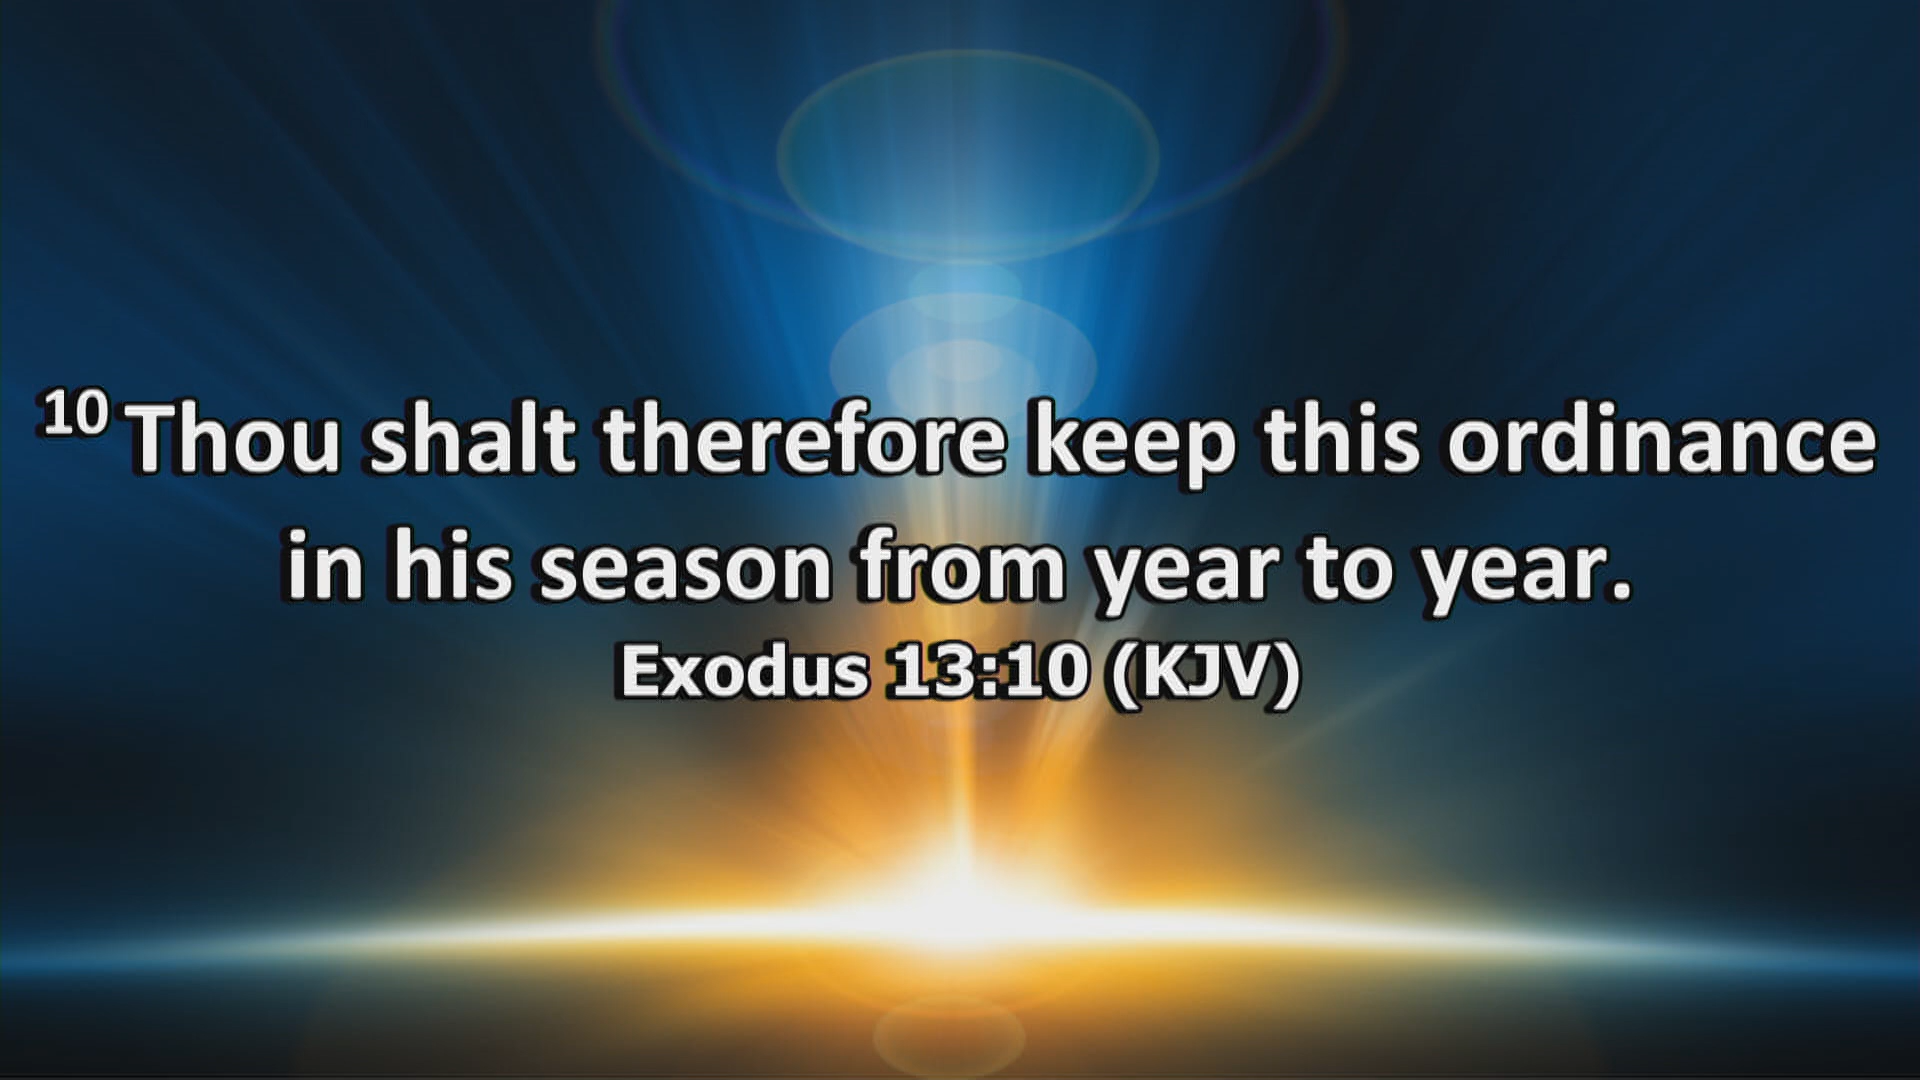 10 Thou shalt therefore keep this ordinance
in his season from year to year.
Exodus 13:10 (KJV)